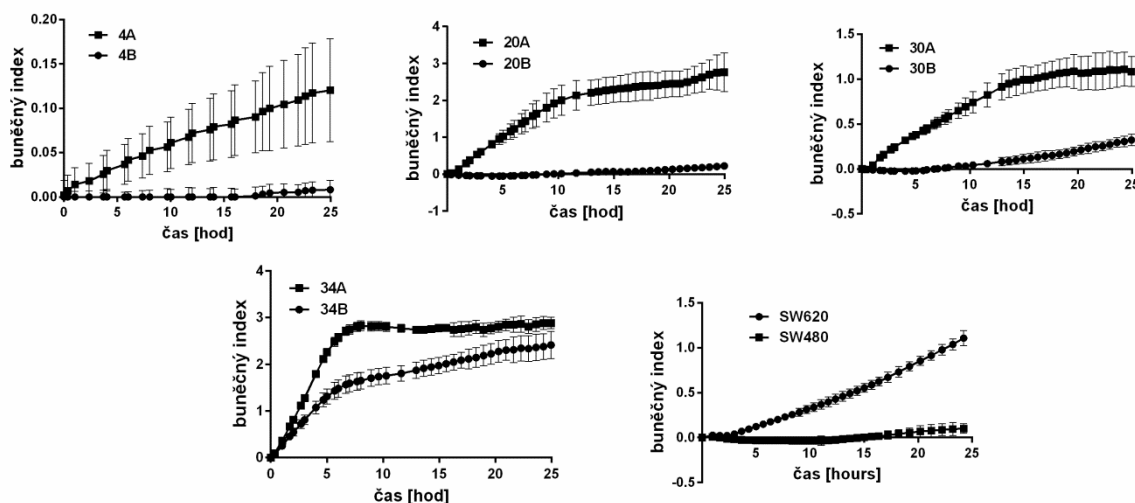 4A
4B
buněčný index
0.20
0.15
0.10
0.05
0.00
0 5 10 15 20 25
čas [hod]
20A
20B
buněčný index
4
3
2
1
0
-1
5 10 15 20 25
čas [hod]
30A
30B
buněčný index
1.5
1.0
0.5
0.0
-0.5
5 10 15 20 25
čas [hod]
34A
34B
buněčný index
4
3
2
1
0
0 5 10 15 20 25
čas [hod]
SW620
SW480
buněčný index
1.5
1.0
0.5
0.0
-0.5
5 10 15 20 25
čas [hours]